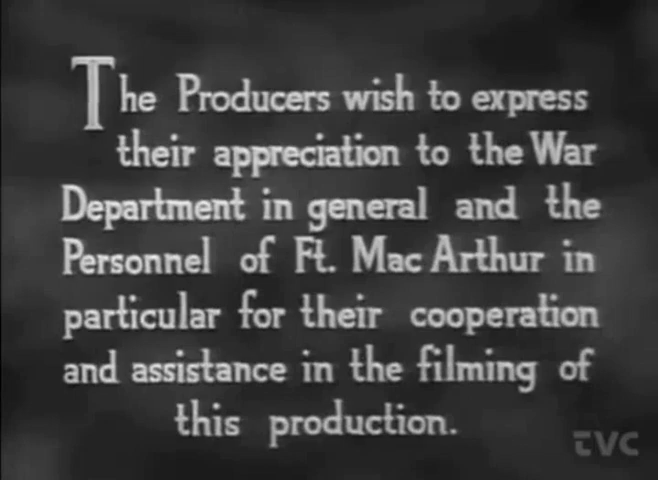 The Producers wish to express
their appreciation to the War
Department in general and the
Personnel of Ft. Mac Arthur in
particular for their cooperation
and assistance in the filming of
this production.
TVC